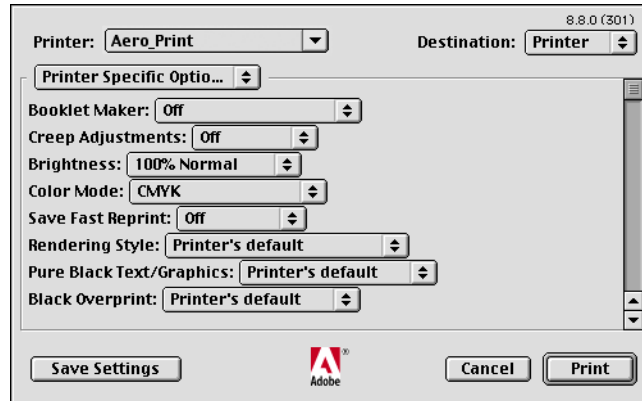 8.8.0 (301)
Printer: Aero_Print Destination: Printer
Printer Specific Optio...
Booklet Maker: Off
Creep Adjustments: Off
Brightness: 100% Normal
Color Mode: CMYK
Save Fast Reprint: Off
Rendering Style: Printer's default
Pure Black Text/Graphics: Printer's default
Black Overprint: Printer's default
Save Settings Adobe® Cancel Print